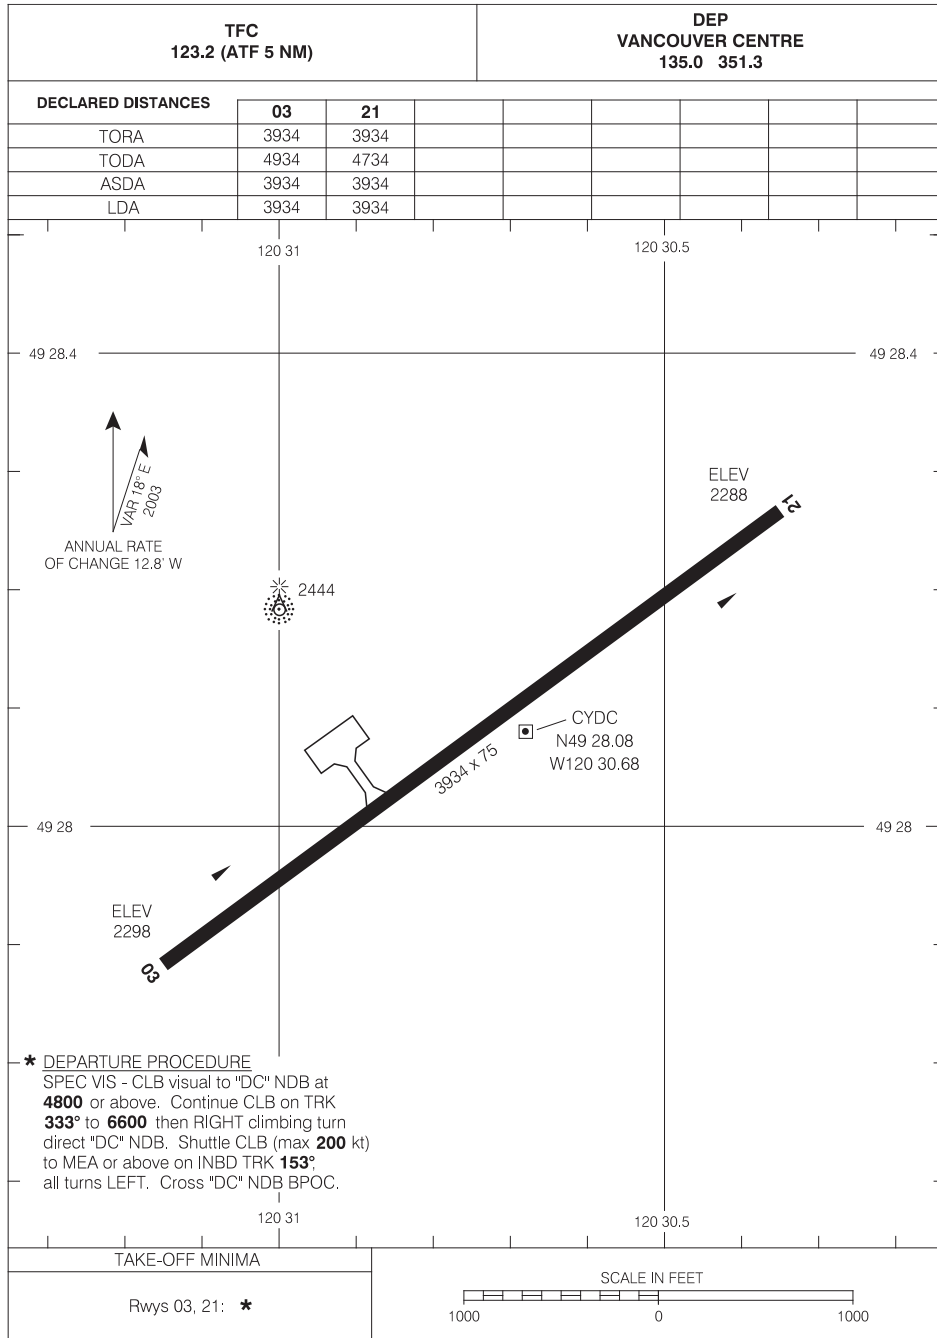 TFC
123.2 (ATF 5 NM)
DEP
VANCOUVER CENTRE
135.0 351.3
DECLARED DISTANCES
03 21
TORA 3934 3934
TODA 4934 4734
ASDA 3934 3934
LDA 3934 3934
120 31
120 30.5
49 28.4
49 28.4
VAR 18° E
2003
ANNUAL RATE
OF CHANGE 12.8' W
ELEV
2288
21
2444
CYDC
N49 28.08
W120 30.68
3934 x 75
49 28
49 28
ELEV
2298
03
* DEPARTURE PROCEDURE
SPEC VIS - CLB visual to "DC" NDB at
4800 or above. Continue CLB on TRK
333° to 6600 then RIGHT climbing turn
direct "DC" NDB. Shuttle CLB (max 200 kt)
to MEA or above on INBD TRK 153°,
all turns LEFT. Cross "DC" NDB BPOC.
120 31
120 30.5
TAKE-OFF MINIMA
Rwys 03, 21: *
SCALE IN FEET
1000 0 1000